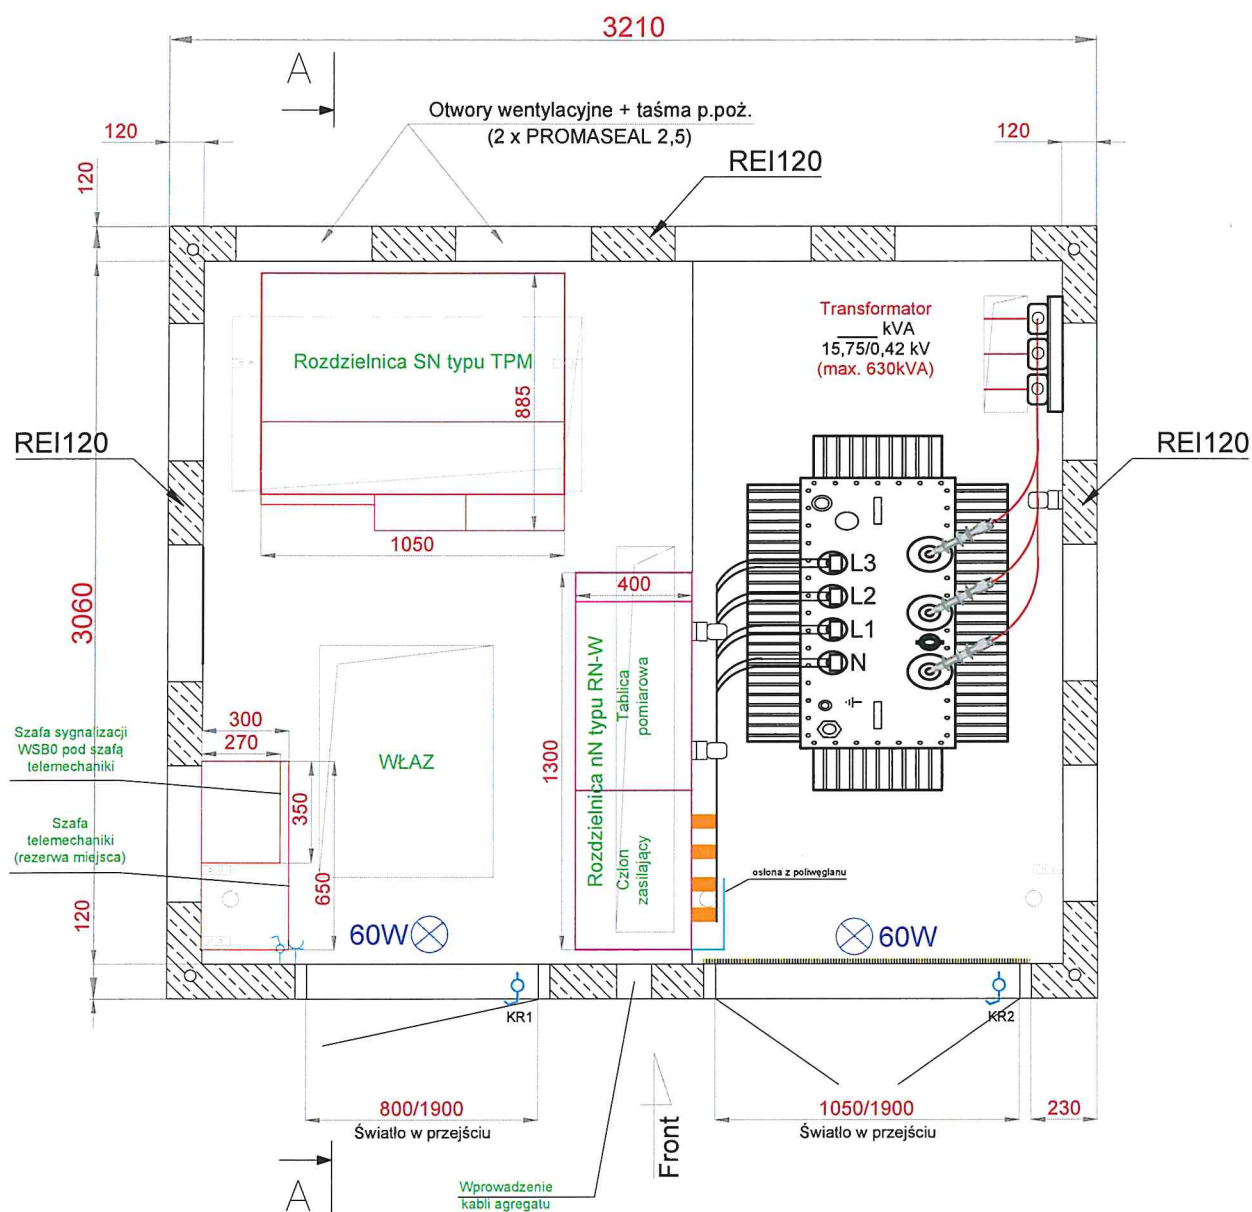 3210
A
Otwory wentylacyjne + taśma p.poż.
(2 x PROMASEAL 2,5)
120
120
120
REI120
Transformator
____ kVA
15,75/0,42 kV
(max. 630kVA)
Rozdzielnica SN typu TPM
885
REI120
REI120
1050
400
L3
L2
L1
N
3060
Rozdzielnica nN typu RN-W
Tablica
pomiarowa
Człon
zasilający
1300
300
270
Szafa sygnalizacji
WSB0 pod szafą
telemechaniki
WŁAZ
350
Szafa
telemechaniki
(rezerwa miejsca)
650
osłona z poliwęglanu
120
60W
60W
KR1
KR2
800/1900
Światło w przejściu
Front
1050/1900
Światło w przejściu
230
A
Wprowadzenie
kabli agregatu